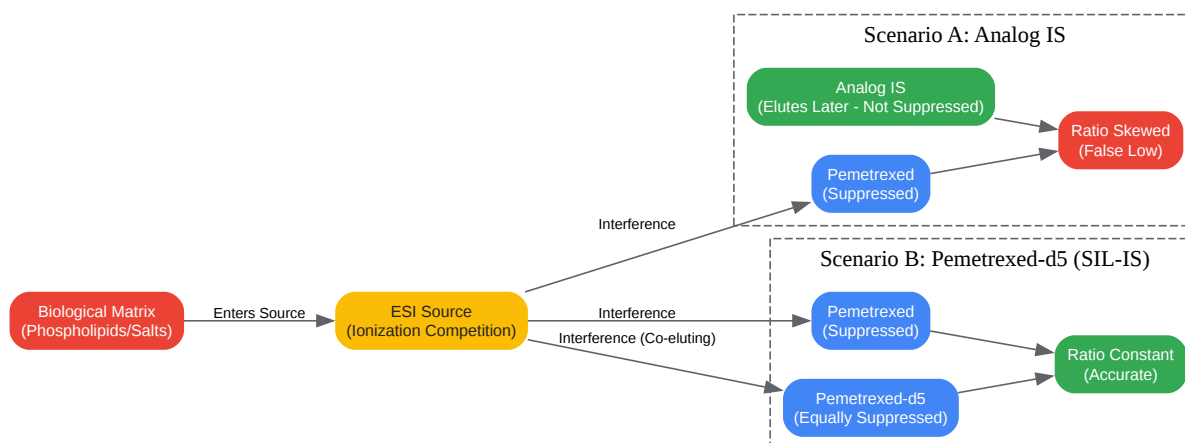 Scenario A: Analog IS
Analog IS
(Elutes Later - Not Suppressed)
Ratio Skewed
(False Low)
Pemetrexed
(Suppressed)
Interference
Scenario B: Pemetrexed-d5 (SIL-IS)
Biological Matrix
(Phospholipids/Salts)
Enters Source
ESI Source
(Ionization Competition)
Interference
Interference (Co-eluting)
Pemetrexed
(Suppressed)
Ratio Constant
(Accurate)
Pemetrexed-d5
(Equally Suppressed)